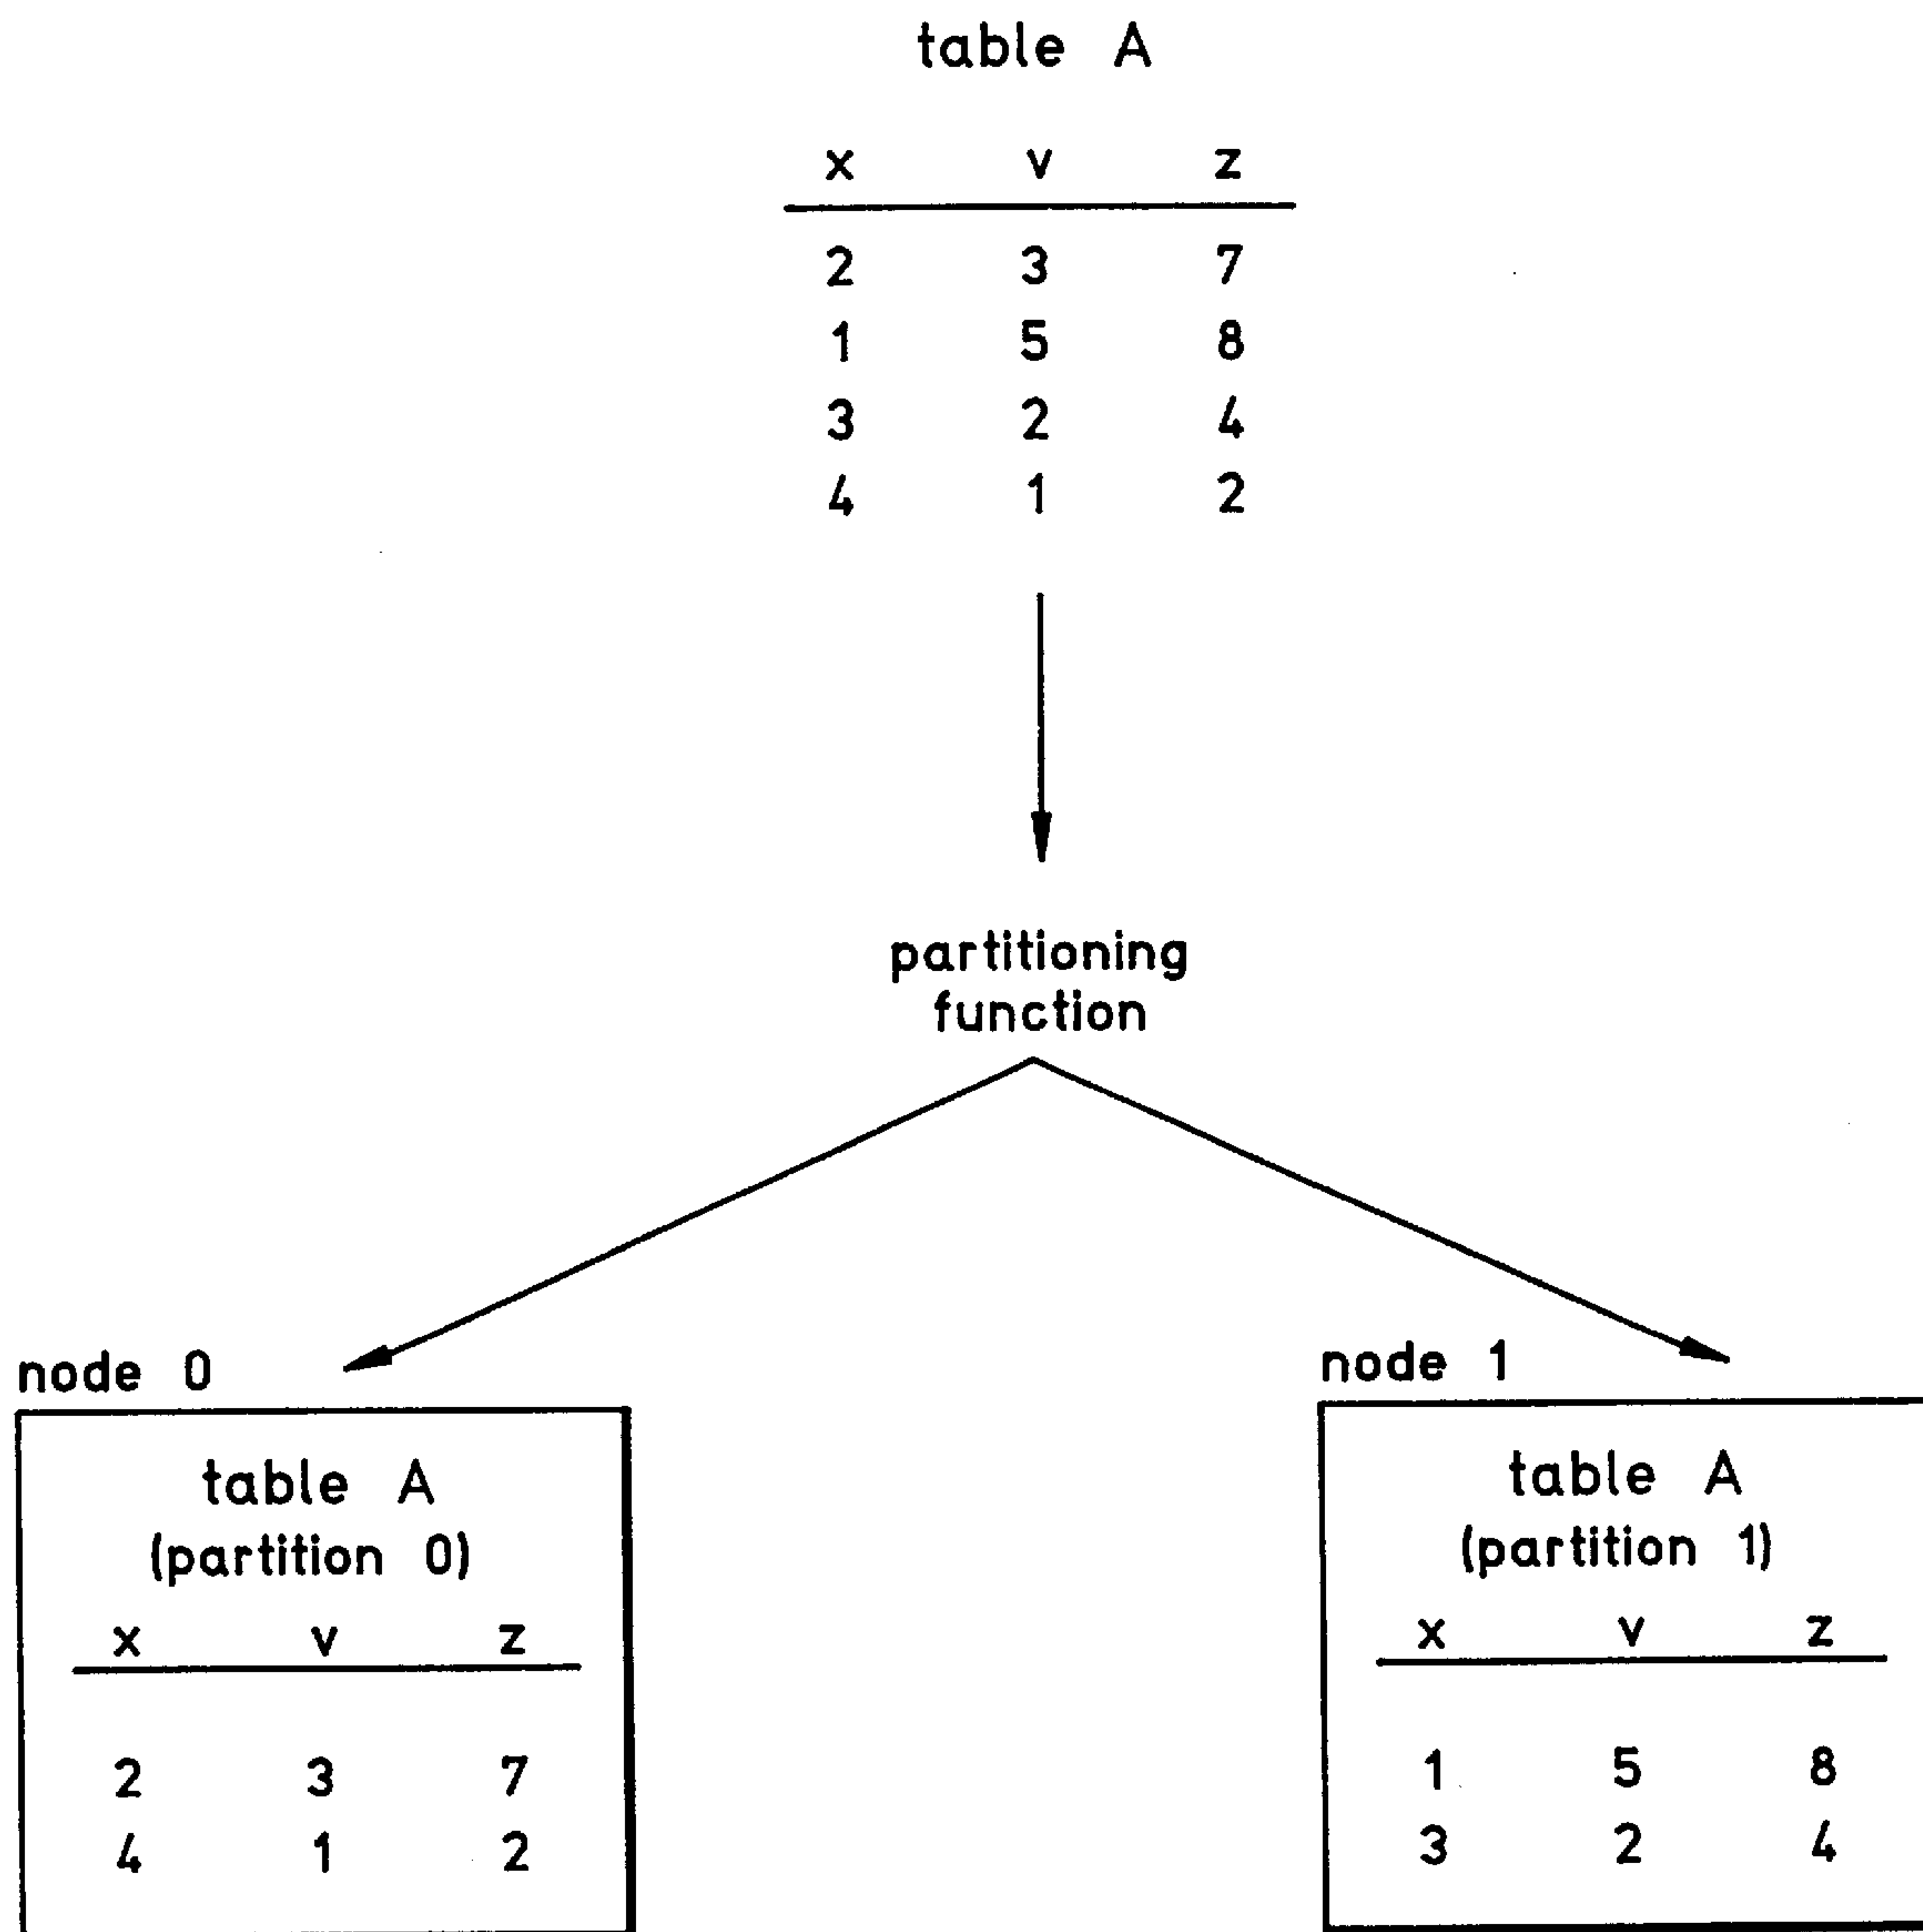 table A
x v z
2 3 7
1 5 8
3 2 4
4 1 2
partitioning
function
node 0
table A
(partition 0)
x v z
2 3 7
4 1 2
node 1
table A
(partition 1)
x v z
1 5 8
3 2 4